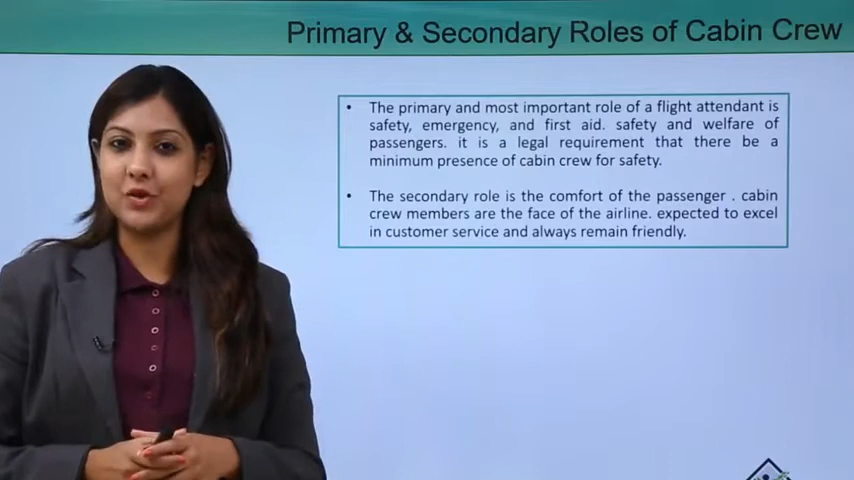 Primary & Secondary Roles of Cabin Crew
• The primary and most important role of a flight attendant is
safety, emergency, and first aid. safety and welfare of
passengers. it is a legal requirement that there be a
minimum presence of cabin crew for safety.
• The secondary role is the comfort of the passenger . cabin
crew members are the face of the airline. expected to excel
in customer service and always remain friendly.